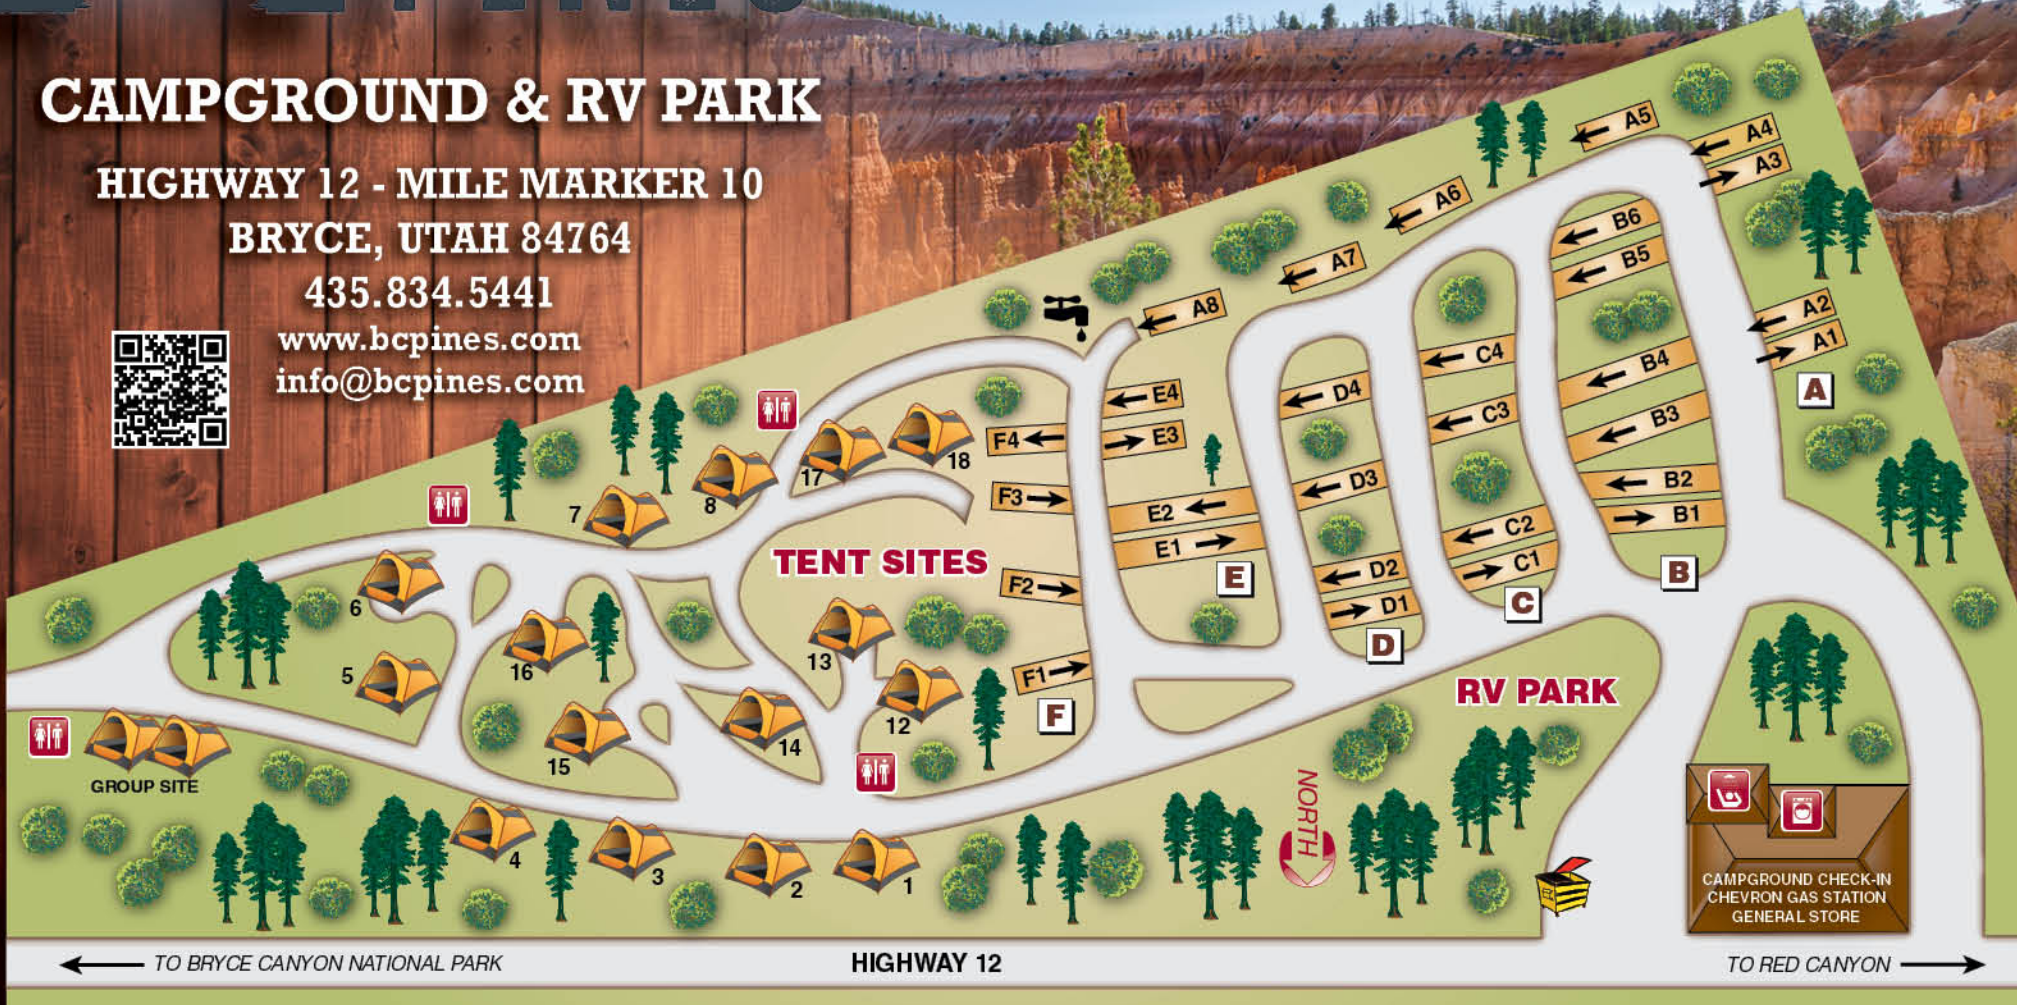 PINES
CAMPGROUND & RV PARK
HIGHWAY 12 - MILE MARKER 10
BRYCE, UTAH 84764
435.834.5441
www.bcpines.com
info@bcpines.com
A5
A4
A3
A6
B6
B5
A7
A8
A2
A1
A
C4
B4
D4
E4
C3
B3
E3
F4
18
17
8
7
D3
B2
F3
E2
C2
B1
E1
C1
TENT SITES
D2
E
B
F2
D1
C
6
D
13
16
5
F1
RV PARK
F
12
14
15
GROUP SITE
NORTH
4
3
2
1
CAMPGROUND CHECK-IN
CHEVRON GAS STATION
GENERAL STORE
TO BRYCE CANYON NATIONAL PARK
HIGHWAY 12
TO RED CANYON